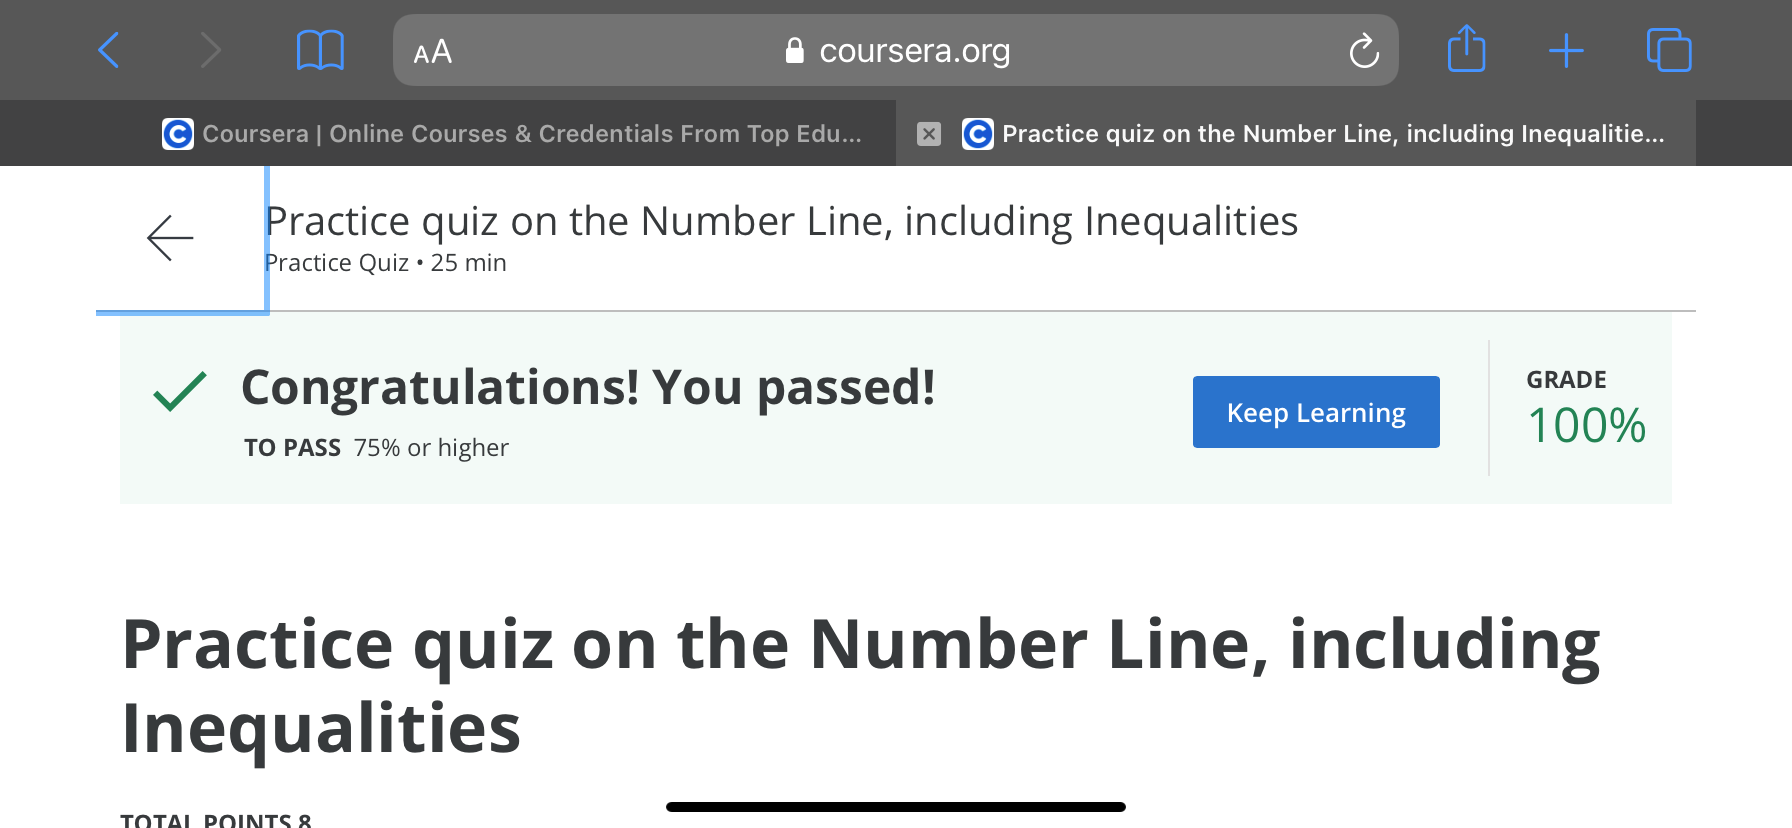 AA coursera.org
Coursera | Online Courses & Credentials From Top Edu...
Practice quiz on the Number Line, including Inequalitie...
Practice quiz on the Number Line, including Inequalities
Practice Quiz • 25 min
Congratulations! You passed!
TO PASS 75% or higher
Keep Learning
GRADE
100%
Practice quiz on the Number Line, including
Inequalities
TOTAL POINTS 8